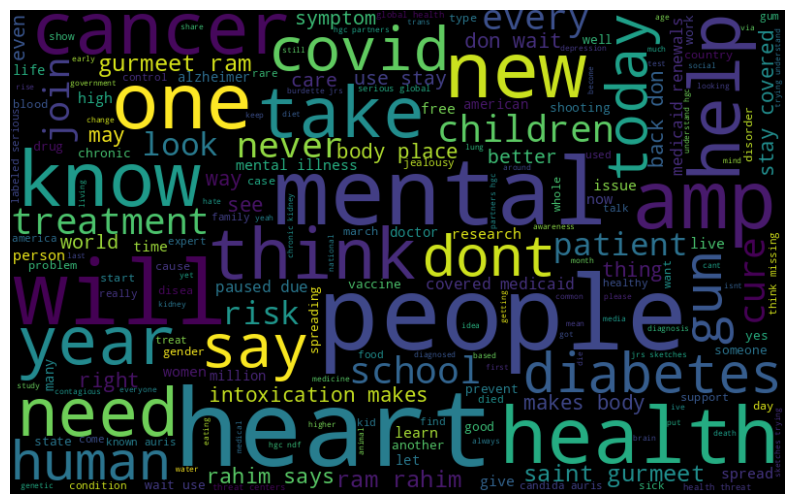 cancer
symptom
global health
share
hgc partners
trans
every
type
age
via
gum
show
still
depression
well
much
work
even
early
covid
don wait
country
medicaid renewals
life
government
gurmeet ram
new
today
help
join
control
alzheimer
rare
care
use stay
become
social
test
looking
trying understand
high
burdette jrs
serious global
american
back don
stay covered
blood
change
one
keep
diet
take
free
shooting
understand hgc
labeled serious
rise
may
look
never
lung
children
disorder
mind
drug
chronic
mental illness
body place
jealousy
better
used
know
way
case
mental
around
partners hgc
whole
issue
now
amp
living
hate
see
treatment
family
yeah
doctor
awareness
talk
america
world
time
expert
march
research
person
last
think
national
chronic kidney
dont
patient
live
problem
yet
cause
covered medicaid
thing
cure
will
start
disea
paused due
month
healthy
want
cant
think missing
really
kidney
risk
vaccine
getting
common
please
gun
isnt
people
spreading
year
treat
say
idea
mean
got
media
diagnosis
yes
many
gender
food
school
die
jrs sketches
someone
right
women
million
diagnosed
based
first
diabetes
study
contagious
everyone
medicine
prevent
need
intoxication makes
died
makes body
support
day
eating
medical
heart
higher
kid
learn
find
good
ive
put
death
state
come
known auris
animal
another
always
health
brain
sketches trying
human
water
hgc ndf
let
rahim says
saint gurmeet
spread
genetic
condition
wait use
threat centers
ram rahim
give
candida auris
sick
health threat